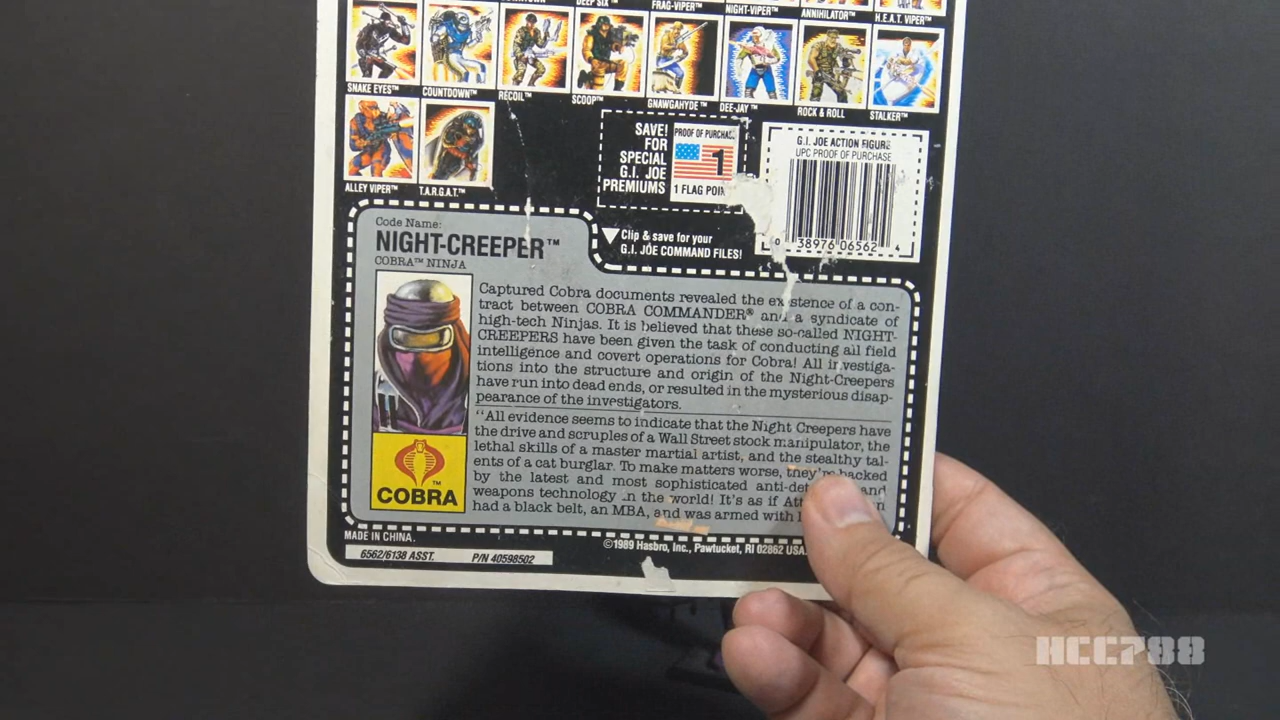 DEEP SIX™
FRAG-VIPER™
NIGHT-VIPER™
ANNIHILATOR™
H.E.A.T. VIPER™
SNAKE EYES™
COUNTDOWN™
RECOIL™
SCOOP™
GNAWGAHYDE™
DEE-JAY™
ROCK & ROLL
STALKER™
ALLEY VIPER™
T.A.R.G.A.T.™
SAVE!
FOR
SPECIAL
G.I. JOE
PREMIUMS
PROOF OF PURCHASE
1
1 FLAG POINT
G.I. JOE ACTION FIGURE
UPC PROOF OF PURCHASE
0 38976 06562 4
Clip & save for your
G.I. JOE COMMAND FILES!
Code Name:
NIGHT-CREEPER™
COBRA™ NINJA
Captured Cobra documents revealed the existence of a con-
tract between COBRA COMMANDER® and a syndicate of
high-tech Ninjas. It is believed that these so-called NIGHT-
CREEPERS have been given the task of conducting all field
intelligence and covert operations for Cobra! All investiga-
tions into the structure and origin of the Night-Creepers
have run into dead ends, or resulted in the mysterious disap-
pearance of the investigators.
"All evidence seems to indicate that the Night Creepers have
the drive and scruples of a Wall Street stock manipulator, the
lethal skills of a master martial artist, and the stealthy tal-
ents of a cat burglar. To make matters worse, they're backed
by the latest and most sophisticated anti-det and
weapons technology in the world! It's as if Att n
had a black belt, an MBA, and was armed with
COBRA™
MADE IN CHINA.
©1989 Hasbro, Inc., Pawtucket, RI 02862 USA.
6562/6138 ASST. P/N 40598502
HCC788